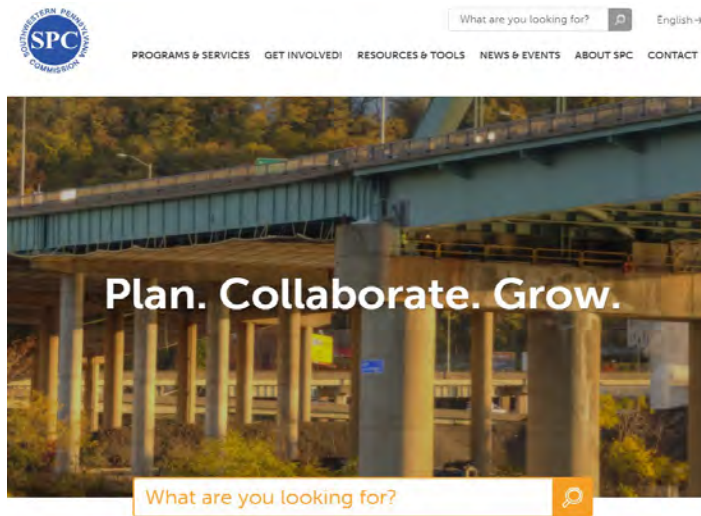 SOUTHWESTERN PENNSYLVANIA
SPC
COMMISSION
What are you looking for?
English
PROGRAMS & SERVICES GET INVOLVED! RESOURCES & TOOLS NEWS & EVENTS ABOUT SPC CONTACT
Plan. Collaborate. Grow.
What are you looking for?